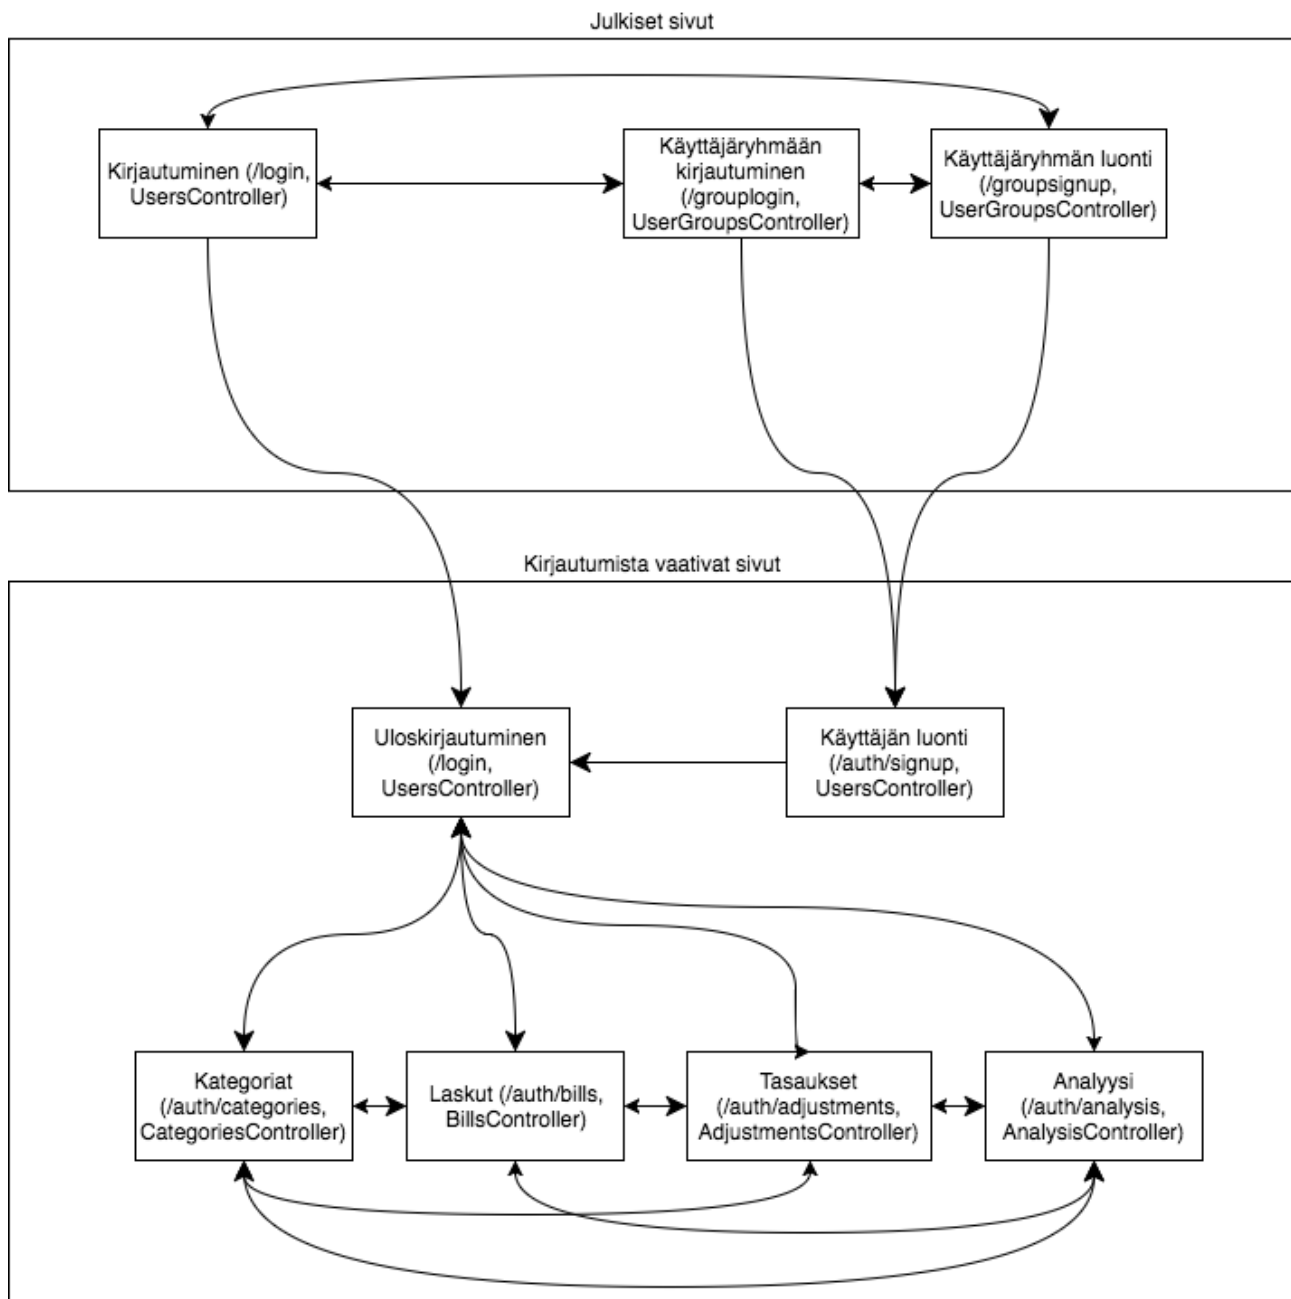 Julkiset sivut
Kirjautuminen (/login,
UsersController)
Käyttäjäryhmään
kirjautuminen
(/grouplogin,
UserGroupsController)
Käyttäjäryhmän luonti
(/groupsignup,
UserGroupsController)
Kirjautumista vaativat sivut
Uloskirjautuminen
(/login,
UsersController)
Käyttäjän luonti
(/auth/signup,
UsersController)
Kategoriat
(/auth/categories,
CategoriesController)
Laskut (/auth/bills,
BillsController)
Tasaukset
(/auth/adjustments,
AdjustmentsController)
Analyysi
(/auth/analysis,
AnalysisController)